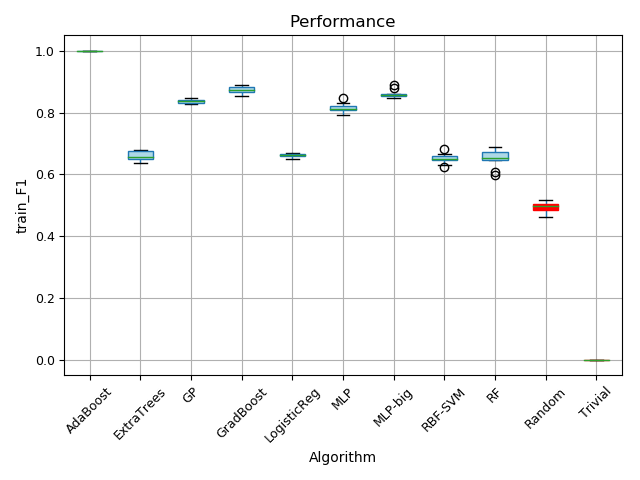 Performance
train_F1
1.0
0.8
0.6
0.4
0.2
0.0
AdaBoost
ExtraTrees
GP
GradBoost
LogisticReg
MLP
MLP-big
RBF-SVM
RF
Random
Trivial
Algorithm